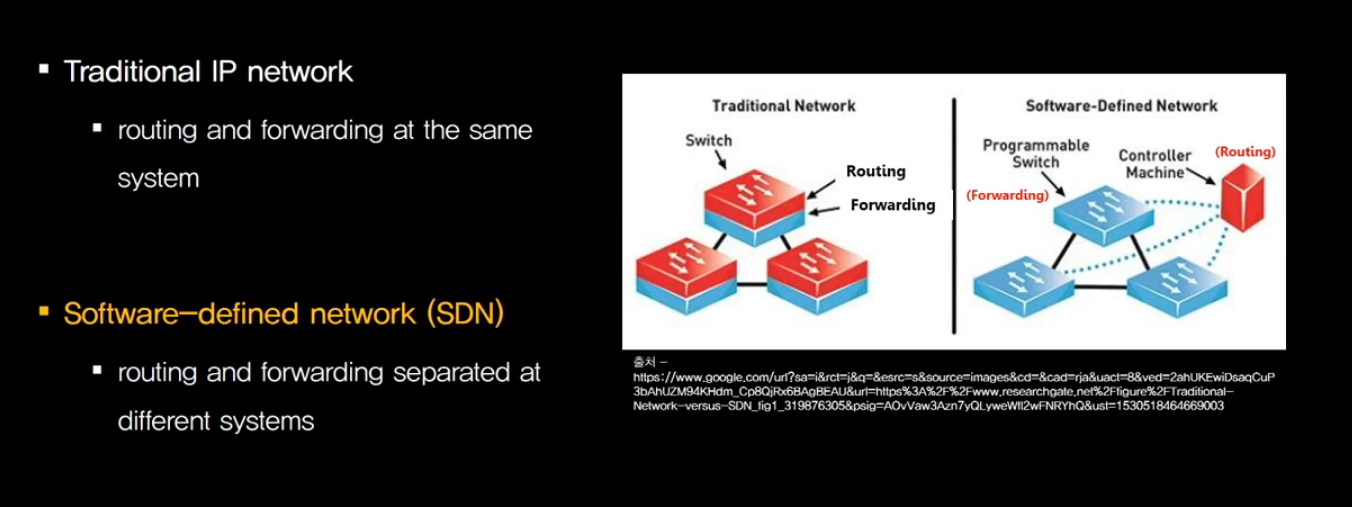 ▪ Traditional IP network
▪ routing and forwarding at the same
system
▪ Software-defined network (SDN)
▪ routing and forwarding separated at
different systems
Traditional Network
Switch
Routing
Forwarding
Software-Defined Network
Programmable
Switch
(Forwarding)
Controller
Machine
(Routing)
출처 –
https://www.google.com/url?sa=i&rct=j&q=&esrc=s&source=images&cd=&cad=rja&uact=8&ved=2ahUKEwiDsaqCuP
3bAhUZM94KHdm_Cp8QjRx6BAgBEAU&url=https%3A%2F%2Fwww.researchgate.net%2Ffigure%2FTraditional-
Network-versus-SDN_fig1_319876305&psig=AOvVaw3Azn7yQLyweWfl2wFNRYhQ&ust=1530518464669003